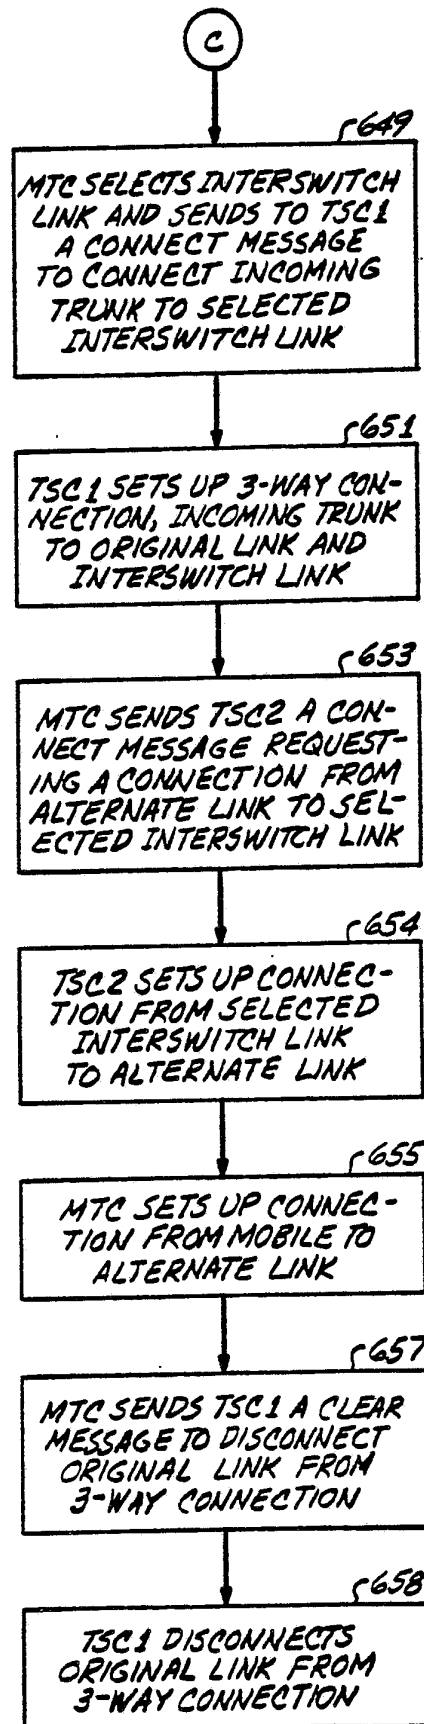 C
649
MTC SELECTS INTERSWITCH
LINK AND SENDS TO TSC1
A CONNECT MESSAGE
TO CONNECT INCOMING
TRUNK TO SELECTED
INTERSWITCH LINK
651
TSC1 SETS UP 3-WAY CON-
NECTION, INCOMING TRUNK
TO ORIGINAL LINK AND
INTERSWITCH LINK
653
MTC SENDS TSC2 A CON-
NECT MESSAGE REQUEST-
ING A CONNECTION FROM
ALTERNATE LINK TO SEL-
ECTED INTERSWITCH LINK
654
TSC2 SETS UP CONNEC-
TION FROM SELECTED
INTERSWITCH LINK
TO ALTERNATE LINK
655
MTC SETS UP CONNEC-
TION FROM MOBILE TO
ALTERNATE LINK
657
MTC SENDS TSC1 A CLEAR
MESSAGE TO DISCONNECT
ORIGINAL LINK FROM
3-WAY CONNECTION
658
TSC1 DISCONNECTS
ORIGINAL LINK FROM
3-WAY CONNECTION